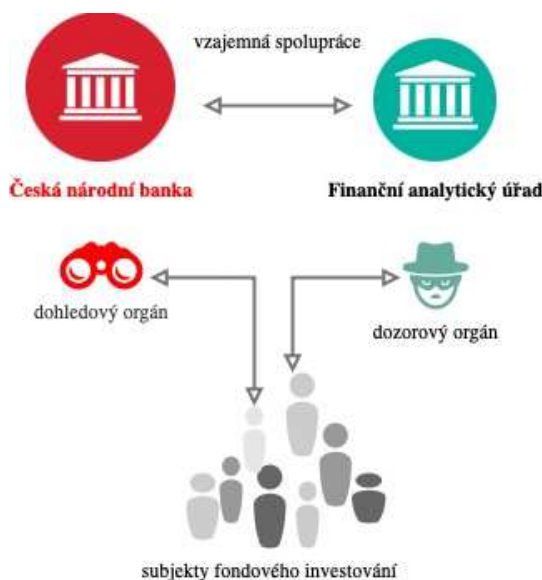 vzajemná spolupráce
Česká národní banka
Finanční analytický úřad
dohledový orgán
dozorový orgán
subjekty fondového investování